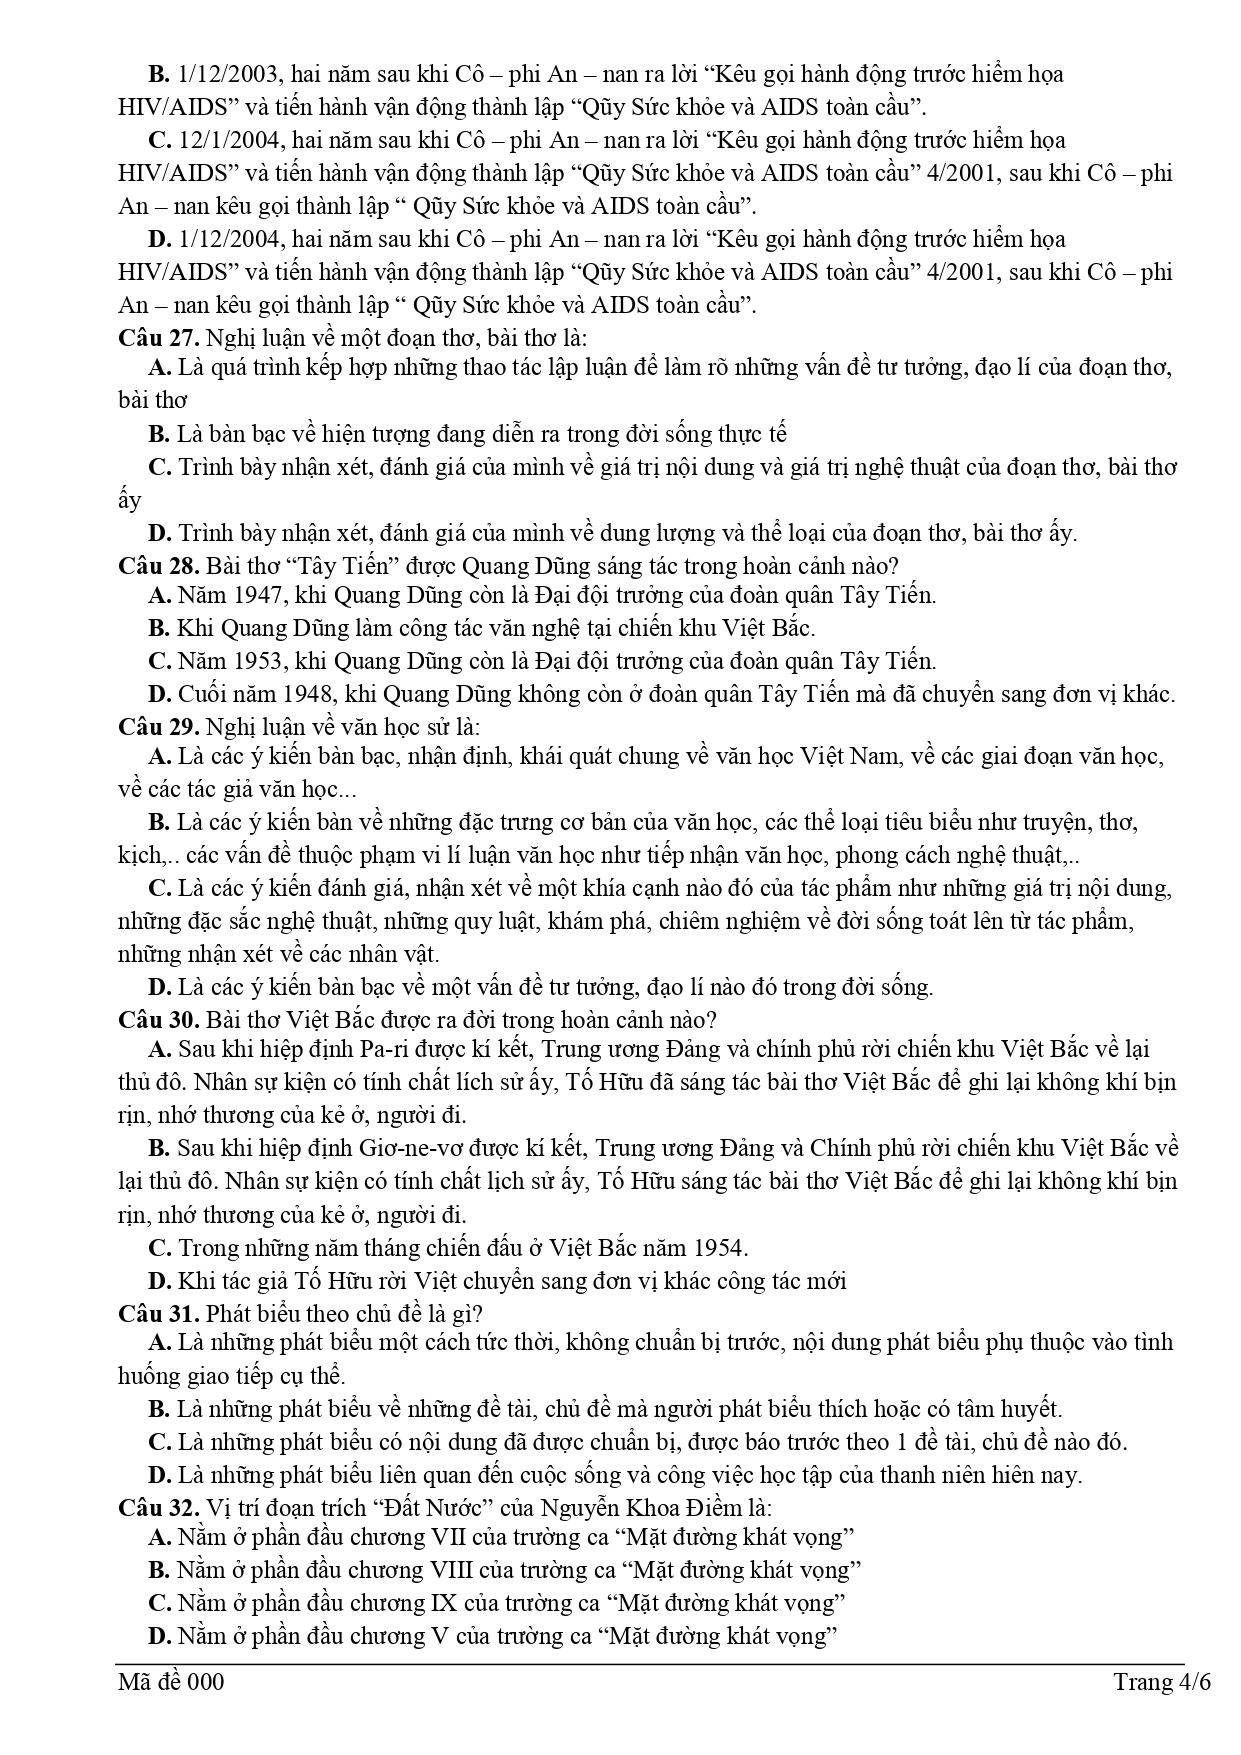 B. 1/12/2003, hai năm sau khi Cô – phi An – nan ra lời “Kêu gọi hành động trước hiểm họa
HIV/AIDS” và tiến hành vận động thành lập “Qũy Sức khỏe và AIDS toàn cầu”.
C. 12/1/2004, hai năm sau khi Cô – phi An – nan ra lời “Kêu gọi hành động trước hiểm họa
HIV/AIDS” và tiến hành vận động thành lập “Qũy Sức khỏe và AIDS toàn cầu” 4/2001, sau khi Cô – phi
An – nan kêu gọi thành lập “ Qũy Sức khỏe và AIDS toàn cầu”.
D. 1/12/2004, hai năm sau khi Cô – phi An – nan ra lời “Kêu gọi hành động trước hiểm họa
HIV/AIDS” và tiến hành vận động thành lập “Qũy Sức khỏe và AIDS toàn cầu” 4/2001, sau khi Cô – phi
An – nan kêu gọi thành lập “ Qũy Sức khỏe và AIDS toàn cầu”.
Câu 27. Nghị luận về một đoạn thơ, bài thơ là:
A. Là quá trình kếp hợp những thao tác lập luận để làm rõ những vấn đề tư tưởng, đạo lí của đoạn thơ,
bài thơ
B. Là bàn bạc về hiện tượng đang diễn ra trong đời sống thực tế
C. Trình bày nhận xét, đánh giá của mình về giá trị nội dung và giá trị nghệ thuật của đoạn thơ, bài thơ
ấy
D. Trình bày nhận xét, đánh giá của mình về dung lượng và thể loại của đoạn thơ, bài thơ ấy.
Câu 28. Bài thơ “Tây Tiến” được Quang Dũng sáng tác trong hoàn cảnh nào?
A. Năm 1947, khi Quang Dũng còn là Đại đội trưởng của đoàn quân Tây Tiến.
B. Khi Quang Dũng làm công tác văn nghệ tại chiến khu Việt Bắc.
C. Năm 1953, khi Quang Dũng còn là Đại đội trưởng của đoàn quân Tây Tiến.
D. Cuối năm 1948, khi Quang Dũng không còn ở đoàn quân Tây Tiến mà đã chuyển sang đơn vị khác.
Câu 29. Nghị luận về văn học sử là:
A. Là các ý kiến bàn bạc, nhận định, khái quát chung về văn học Việt Nam, về các giai đoạn văn học,
về các tác giả văn học...
B. Là các ý kiến bàn về những đặc trưng cơ bản của văn học, các thể loại tiêu biểu như truyện, thơ,
kịch,.. các vấn đề thuộc phạm vi lí luận văn học như tiếp nhận văn học, phong cách nghệ thuật,..
C. Là các ý kiến đánh giá, nhận xét về một khía cạnh nào đó của tác phẩm như những giá trị nội dung,
những đặc sắc nghệ thuật, những quy luật, khám phá, chiêm nghiệm về đời sống toát lên từ tác phẩm,
những nhận xét về các nhân vật.
D. Là các ý kiến bàn bạc về một vấn đề tư tưởng, đạo lí nào đó trong đời sống.
Câu 30. Bài thơ Việt Bắc được ra đời trong hoàn cảnh nào?
A. Sau khi hiệp định Pa-ri được kí kết, Trung ương Đảng và chính phủ rời chiến khu Việt Bắc về lại
thủ đô. Nhân sự kiện có tính chất lích sử ấy, Tố Hữu đã sáng tác bài thơ Việt Bắc để ghi lại không khí bịn
rịn, nhớ thương của kẻ ở, người đi.
B. Sau khi hiệp định Giơ-ne-vơ được kí kết, Trung ương Đảng và Chính phủ rời chiến khu Việt Bắc về
lại thủ đô. Nhân sự kiện có tính chất lịch sử ấy, Tố Hữu sáng tác bài thơ Việt Bắc để ghi lại không khí bịn
rịn, nhớ thương của kẻ ở, người đi.
C. Trong những năm tháng chiến đấu ở Việt Bắc năm 1954.
D. Khi tác giả Tố Hữu rời Việt chuyển sang đơn vị khác công tác mới
Câu 31. Phát biểu theo chủ đề là gì?
A. Là những phát biểu một cách tức thời, không chuẩn bị trước, nội dung phát biểu phụ thuộc vào tình
huống giao tiếp cụ thể.
B. Là những phát biểu về những đề tài, chủ đề mà người phát biểu thích hoặc có tâm huyết.
C. Là những phát biểu có nội dung đã được chuẩn bị, được báo trước theo 1 đề tài, chủ đề nào đó.
D. Là những phát biểu liên quan đến cuộc sống và công việc học tập của thanh niên hiên nay.
Câu 32. Vị trí đoạn trích “Đất Nước” của Nguyễn Khoa Điềm là:
A. Nằm ở phần đầu chương VII của trường ca “Mặt đường khát vọng”
B. Nằm ở phần đầu chương VIII của trường ca “Mặt đường khát vọng”
C. Nằm ở phần đầu chương IX của trường ca “Mặt đường khát vọng”
D. Nằm ở phần đầu chương V của trường ca “Mặt đường khát vọng”
Mã đề 000 Trang 4/6